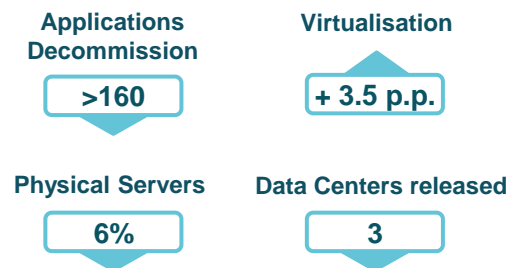 Applications
Decommission
>160
Virtualisation
+ 3.5 p.p.
Physical Servers
6%
Data Centers released
3